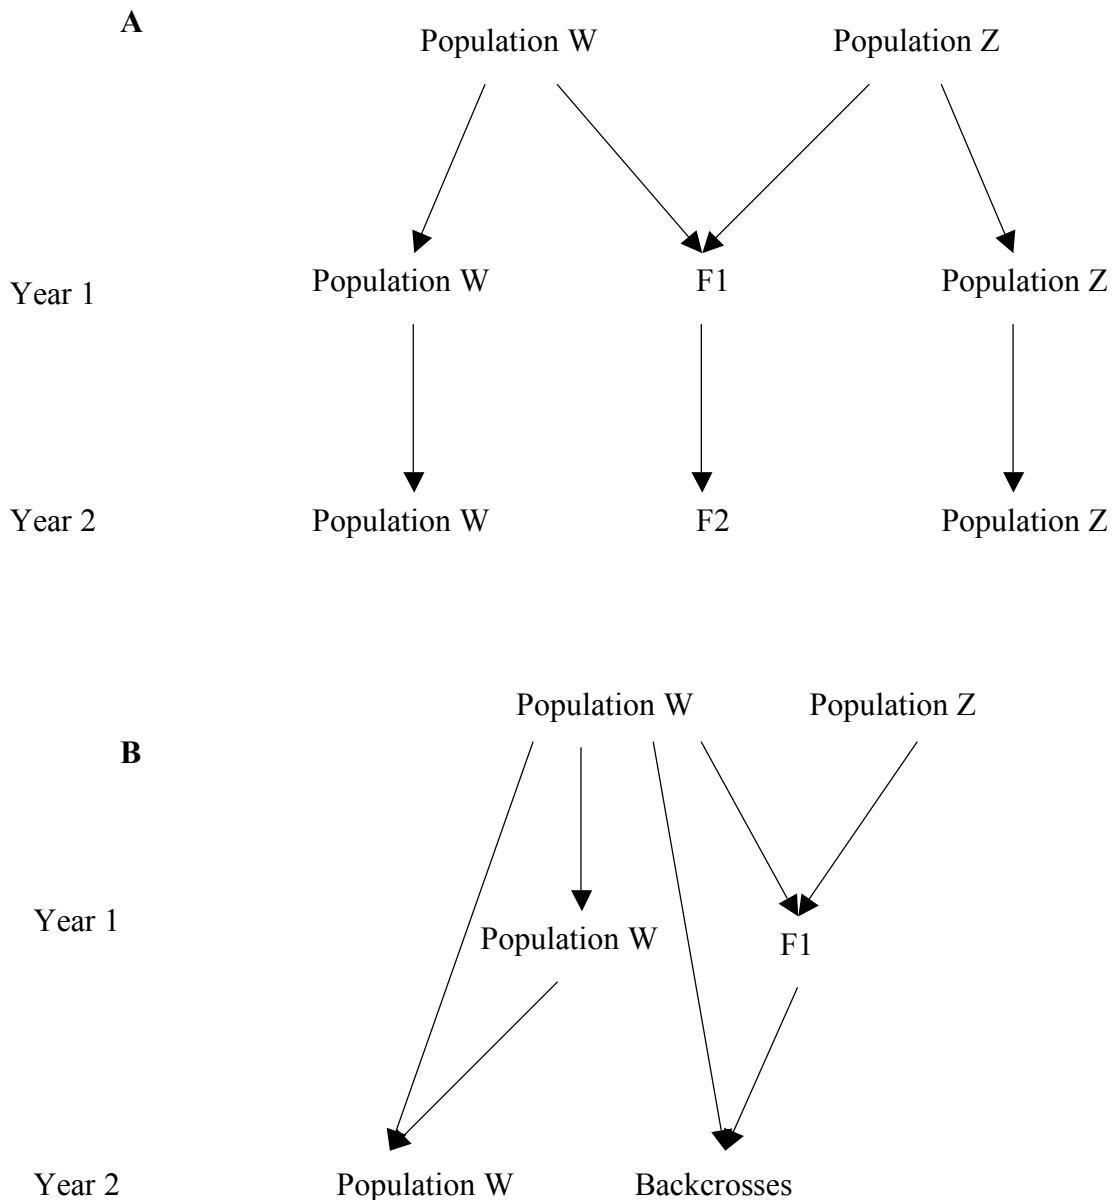 A
Population W Population Z
Year 1 Population W F1 Population Z
Year 2 Population W F2 Population Z
B
Population W Population Z
Year 1 Population W F1
Year 2 Population W Backcrosses